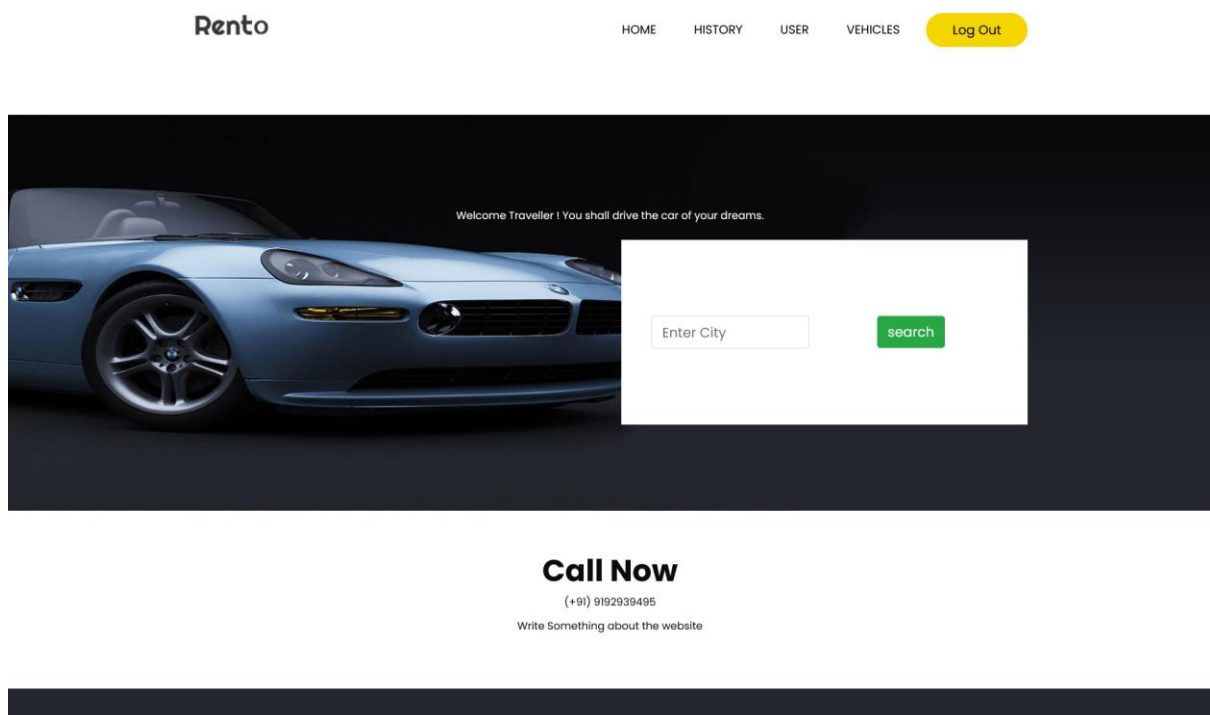 Rento
HOME HISTORY USER VEHICLES Log Out
Welcome Traveller ! You shall drive the car of your dreams.
Enter City search
Call Now
(+91) 9192939495
Write Something about the website